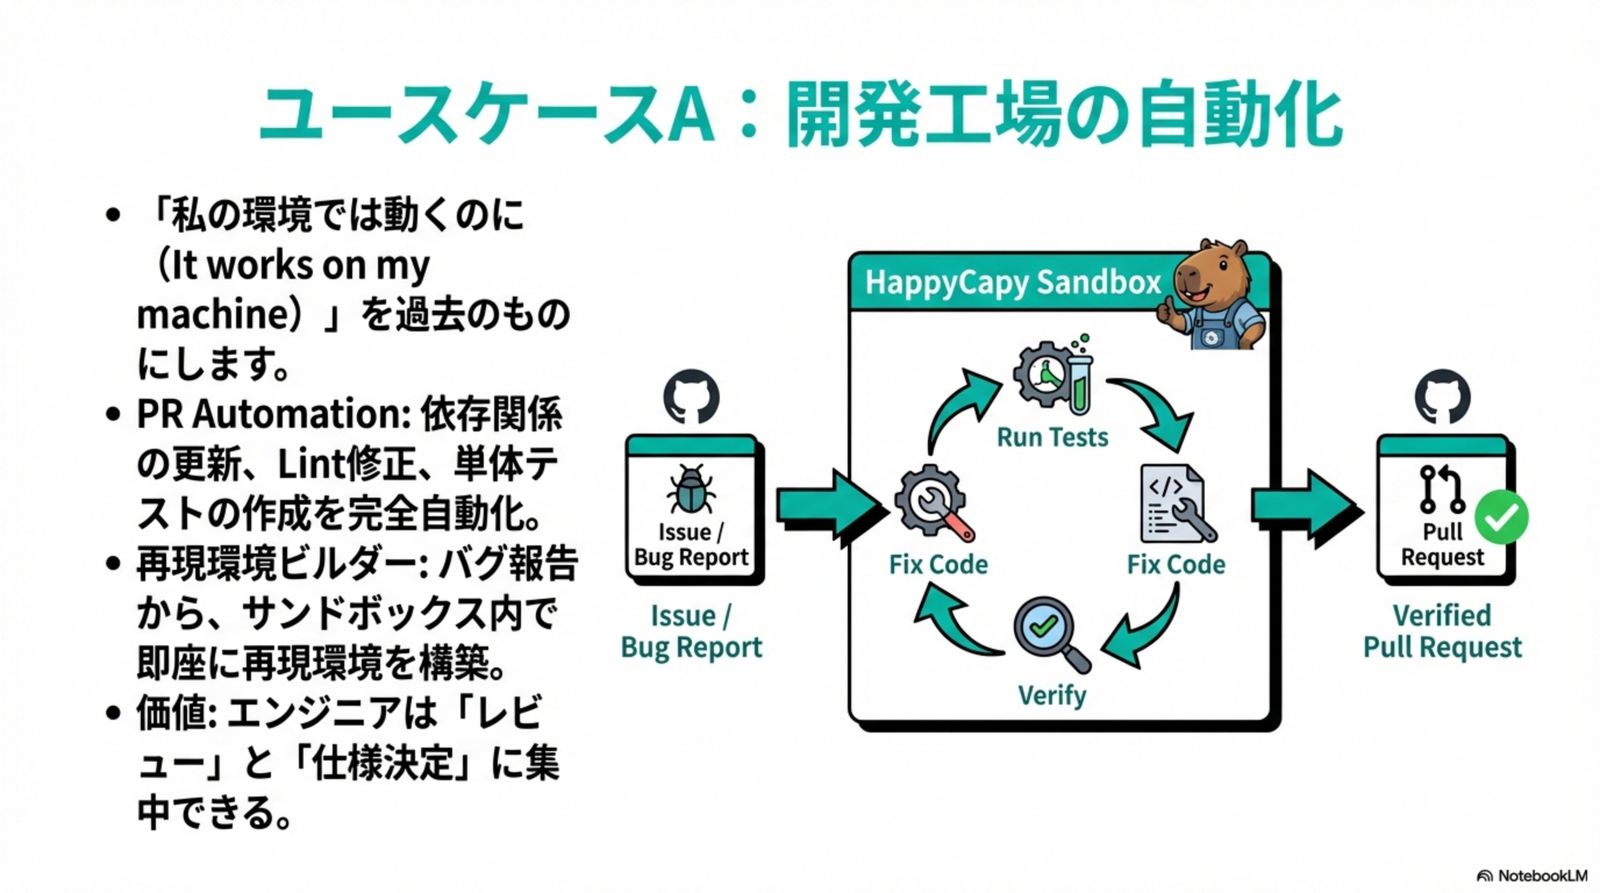 ユースケースA：開発工場の自動化
• 「私の環境では動くのに
（It works on my
machine）」を過去のもの
にします。
• PR Automation: 依存関係
の更新、Lint修正、単体テ
ストの作成を完全自動化。
• 再現環境ビルダー: バグ報告
から、サンドボックス内で
即座に再現環境を構築。
• 価値: エンジニアは「レビ
ュー」と「仕様決定」に集
中できる。
Issue /
Bug Report
Issue /
Bug Report
HappyCapy Sandbox
Run Tests
</>
Fix Code
Fix Code
Verify
Pull
Request
Verified
Pull Request
NotebookLM